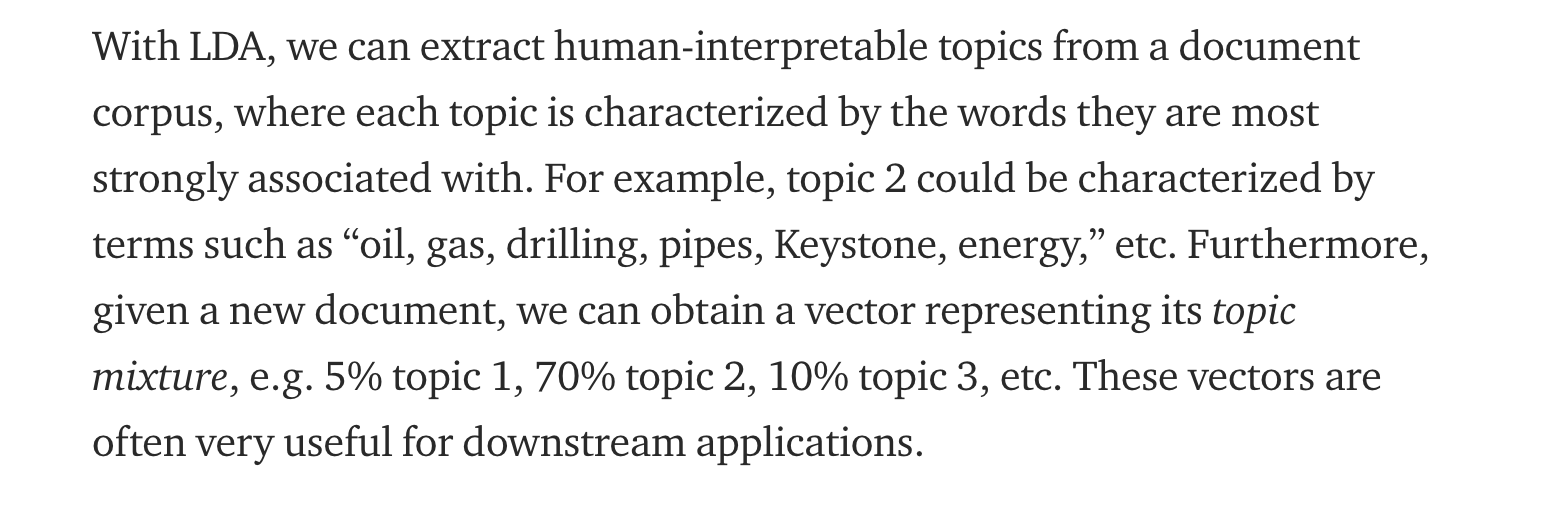 With LDA, we can extract human-interpretable topics from a document
corpus, where each topic is characterized by the words they are most
strongly associated with. For example, topic 2 could be characterized by
terms such as “oil, gas, drilling, pipes, Keystone, energy,” etc. Furthermore,
given a new document, we can obtain a vector representing its topic
mixture, e.g. 5% topic 1, 70% topic 2, 10% topic 3, etc. These vectors are
often very useful for downstream applications.